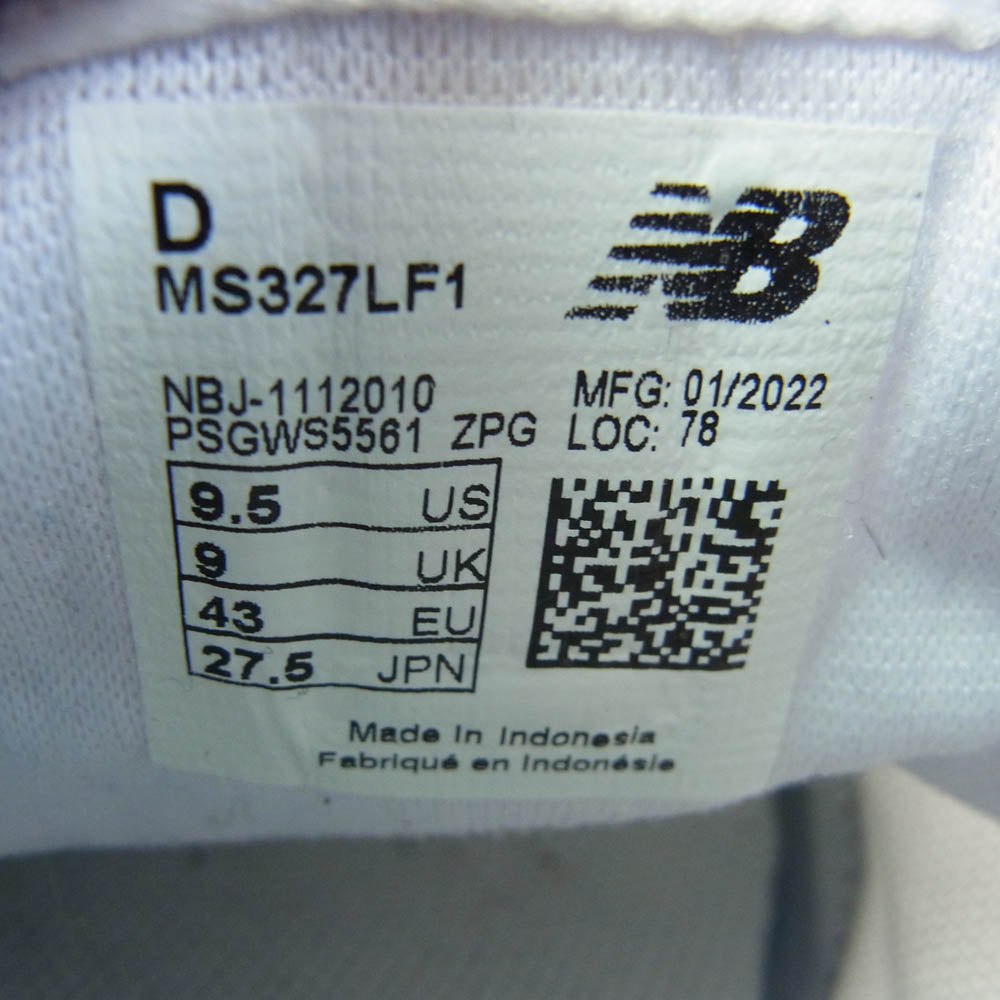 D
NB
MS327LF1
NBJ-1112010 MFG: 01/2022
PSGWS5561 ZPG LOC: 78
9.5 US
9 UK
43 EU
27.5 JPN
Made In Indonesia
Fabriqué en Indonésie